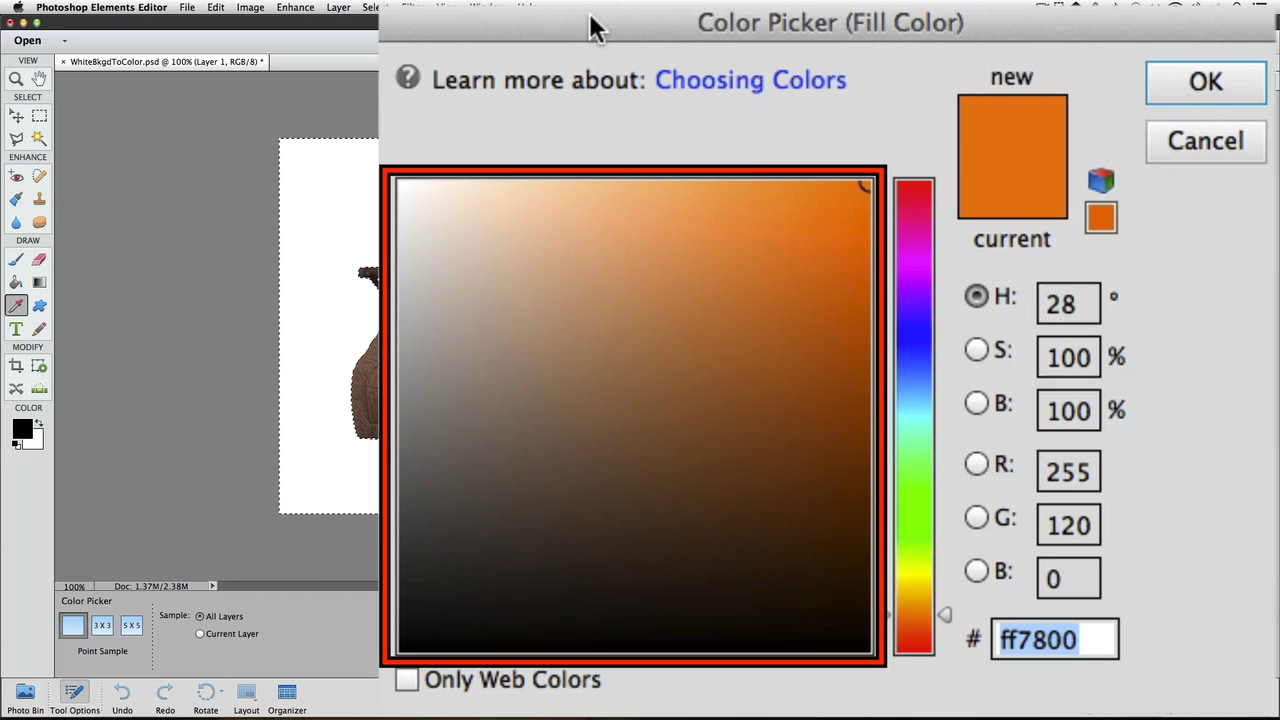 Photoshop Elements Editor File Edit Image Enhance Layer
Color Picker (Fill Color)
Open
VIEW
× WhiteBkgdToColor.psd @ 100% (Layer 1, RGB/8) *
SELECT
ENHANCE
DRAW
T
MODIFY
COLOR
Learn more about: Choosing Colors
new
OK
Cancel
current
H: 28 °
S: 100 %
B: 100 %
R: 255
G: 120
B: 0
# ff7800
Only Web Colors
100% Doc: 1.37M/2.38M
Color Picker
3 X 3 5 X 5
Point Sample
Sample: All Layers
Current Layer
Photo Bin Tool Options Undo Redo Rotate Layout Organizer